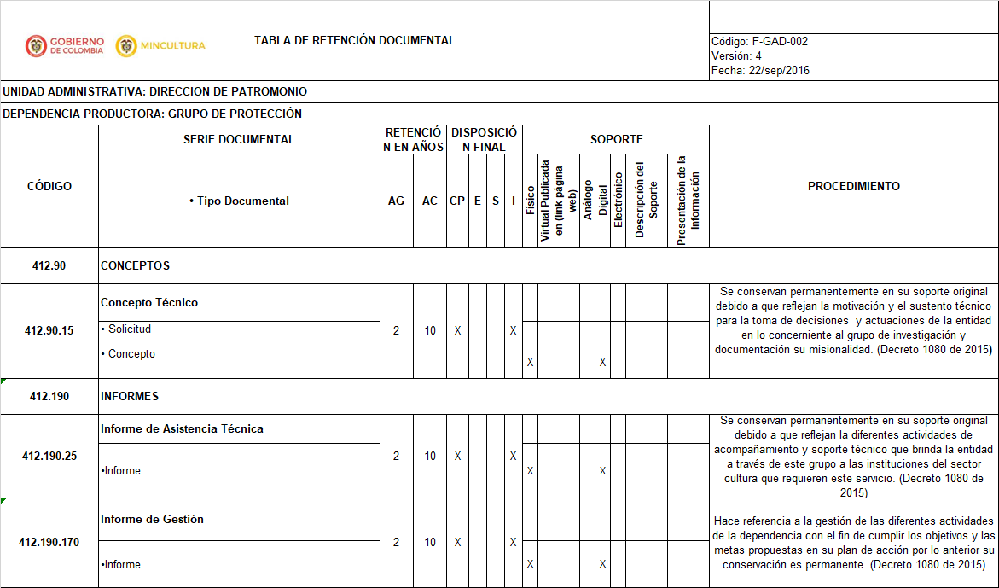 GOBIERNO
DE COLOMBIA
MINCULTURA
TABLA DE RETENCIÓN DOCUMENTAL
Código: F-GAD-002
Versión: 4
Fecha: 22/sep/2016
UNIDAD ADMINISTRATIVA: DIRECCION DE PATROMONIO
DEPENDENCIA PRODUCTORA: GRUPO DE PROTECCIÓN
CÓDIGO
SERIE DOCUMENTAL
• Tipo Documental
RETENCIÓ
N EN AÑOS
AG
AC
DISPOSICIÓ
N FINAL
CP
E
S
I
SOPORTE
Físico
Virtual Publicada
en (link página
web)
Análogo
Digital
Electrónico
Descripción del
Soporte
Presentación de la
Información
PROCEDIMIENTO
412.90
CONCEPTOS
412.90.15
Concepto Técnico
• Solicitud
• Concepto
2
10
X
X
X
X
Se conservan permanentemente en su soporte original
debido a que reflejan la motivación y el sustento técnico
para la toma de decisiones y actuaciones de la entidad
en lo concerniente al grupo de investigación y
documentación su misionalidad. (Decreto 1080 de 2015)
412.190
INFORMES
412.190.25
Informe de Asistencia Técnica
•Informe
2
10
X
X
X
X
Se conservan permanentemente en su soporte original
debido a que reflejan la diferentes actividades de
acompañamiento y soporte técnico que brinda la entidad
a través de este grupo a las instituciones del sector
cultura que requieren este servicio. (Decreto 1080 de
2015)
412.190.170
Informe de Gestión
•Informe
2
10
X
X
X
X
Hace referencia a la gestión de las diferentes actividades
de la dependencia con el fin de cumplir los objetivos y las
metas propuestas en su plan de acción por lo anterior su
conservación es permanente. (Decreto 1080 de 2015)